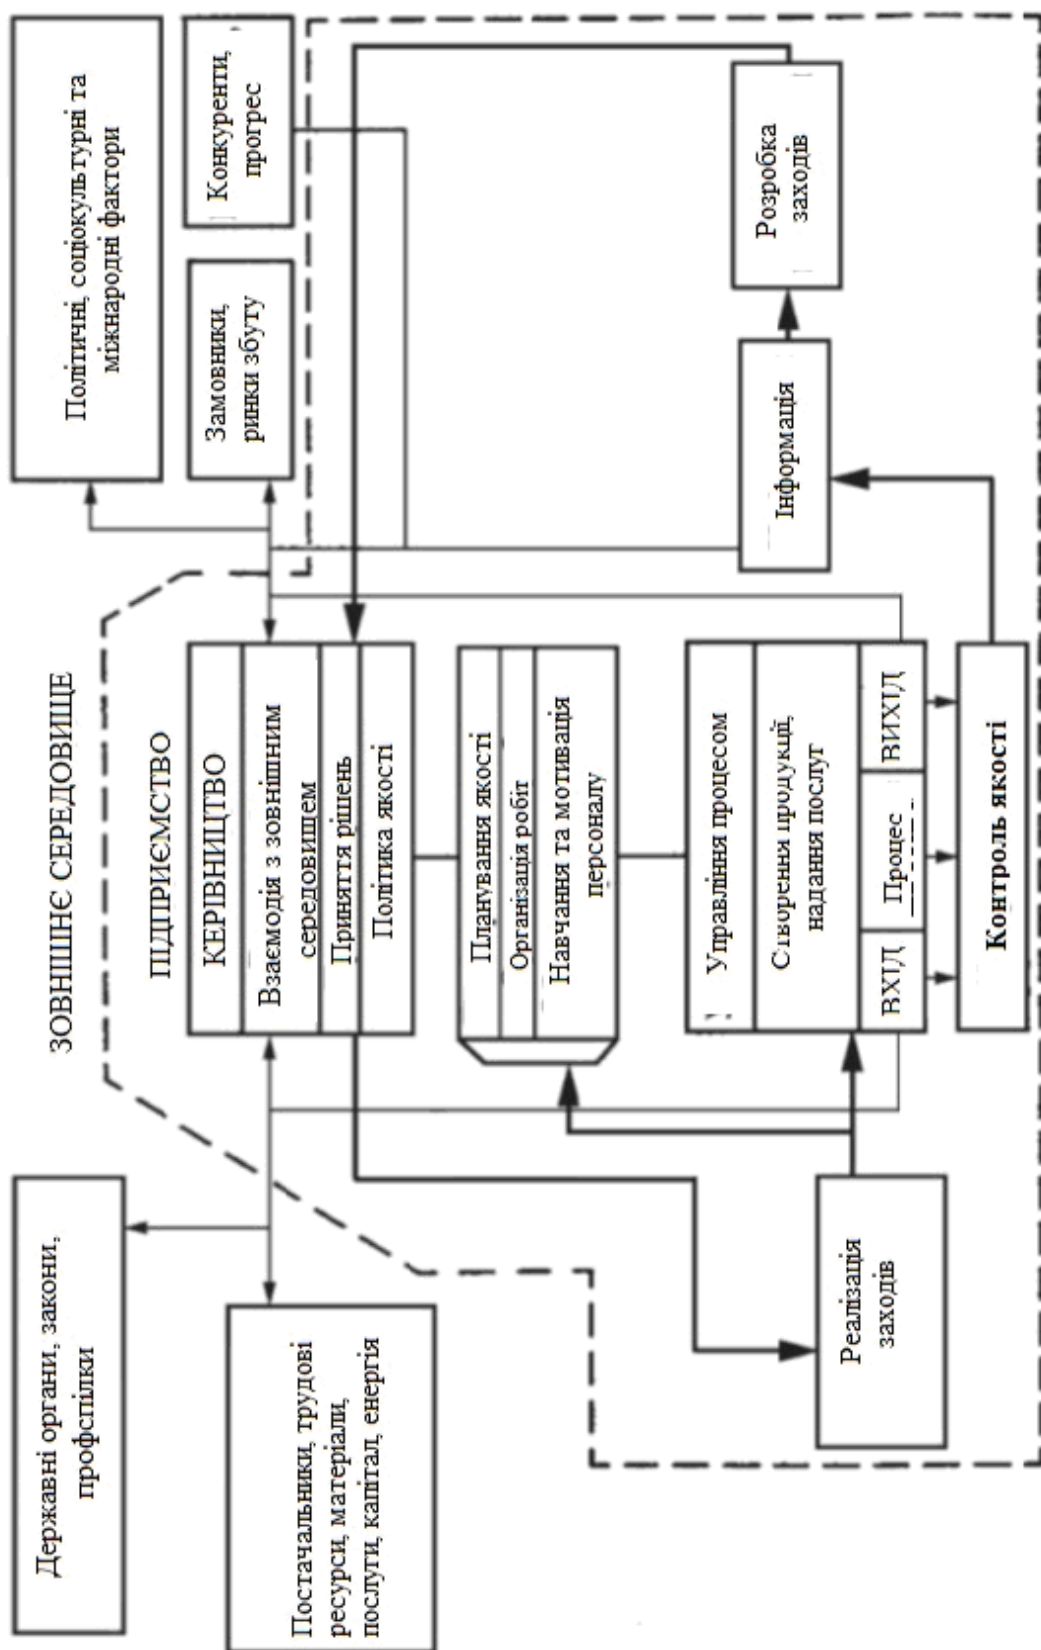 ЗОВНІШНЄ СЕРЕДОВИЩЕ
Державні органи, закони,
профспілки
Політичні, соціокультурні та
міжнародні фактори
ПІДПРИЄМСТВО
Постачальники, трудові
ресурси, матеріали,
послуги, капітал, енергія
КЕРІВНИЦТВО
Взаємодія з зовнішним
середовищем
Приняття рішень
Політика якості
Замовники,
ринки збуту
Конкуренти,
прогрес
Планування якості
Організація робіт
Навчання та мотивація
персоналу
Управління процесом
Створення продукції,
надання послуг
ВХІД
Процес
ВИХІД
Контроль якості
Реалізація
заходів
Інформація
Розробка
заходів